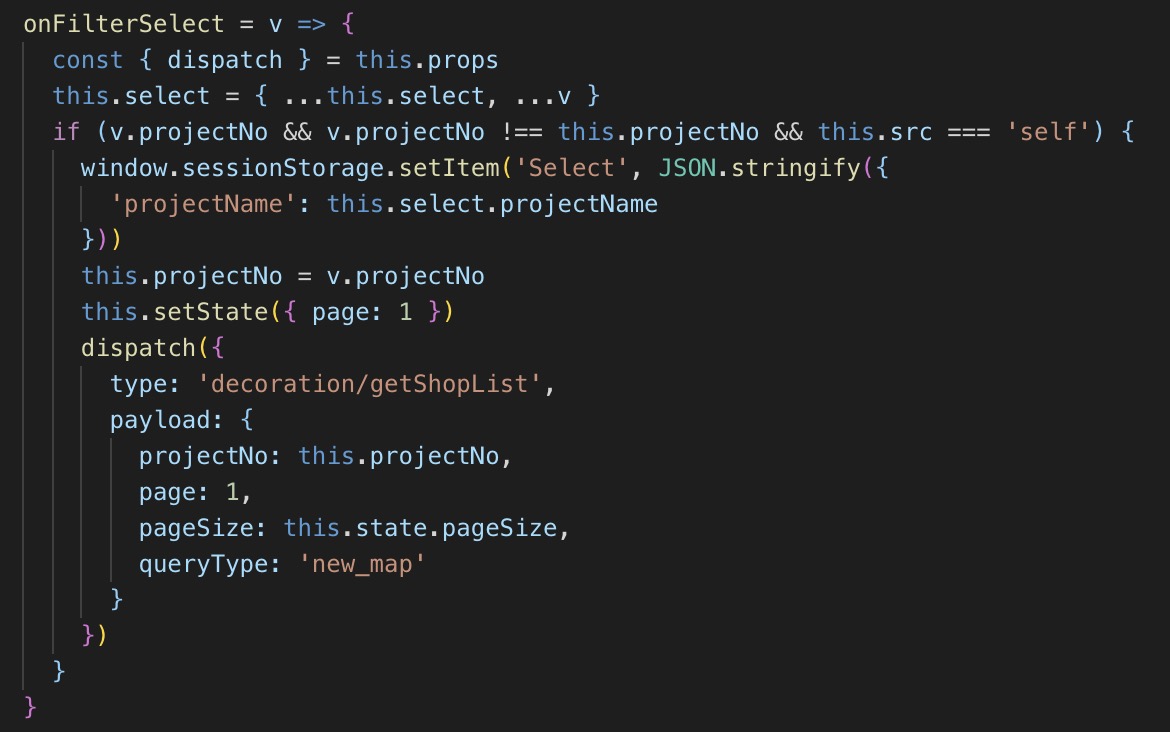 onFilterSelect = v => {
  const { dispatch } = this.props
  this.select = { ...this.select, ...v }
  if (v.projectNo && v.projectNo !== this.projectNo && this.src === 'self') {
    window.sessionStorage.setItem('Select', JSON.stringify({
      'projectName': this.select.projectName
    }))
    this.projectNo = v.projectNo
    this.setState({ page: 1 })
    dispatch({
      type: 'decoration/getShopList',
      payload: {
        projectNo: this.projectNo,
        page: 1,
        pageSize: this.state.pageSize,
        queryType: 'new_map'
      }
    })
  }
}